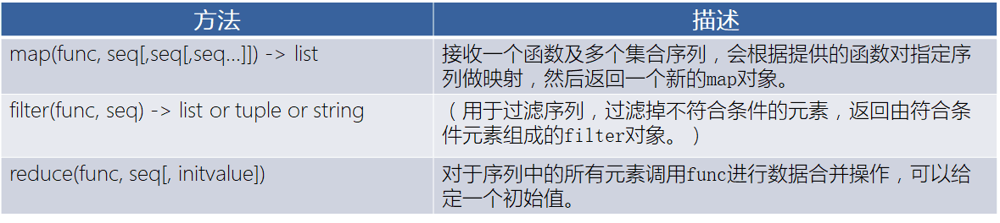 方法
描述
map(func, seq[,seq[,seq...]]) -> list
接收一个函数及多个集合序列，会根据提供的函数对指定序
列做映射，然后返回一个新的map对象。
filter(func, seq) -> list or tuple or string
（用于过滤序列，过滤掉不符合条件的元素，返回由符合条
件元素组成的filter对象。）
reduce(func, seq[, initvalue])
对于序列中的所有元素调用func进行数据合并操作，可以给
定一个初始值。